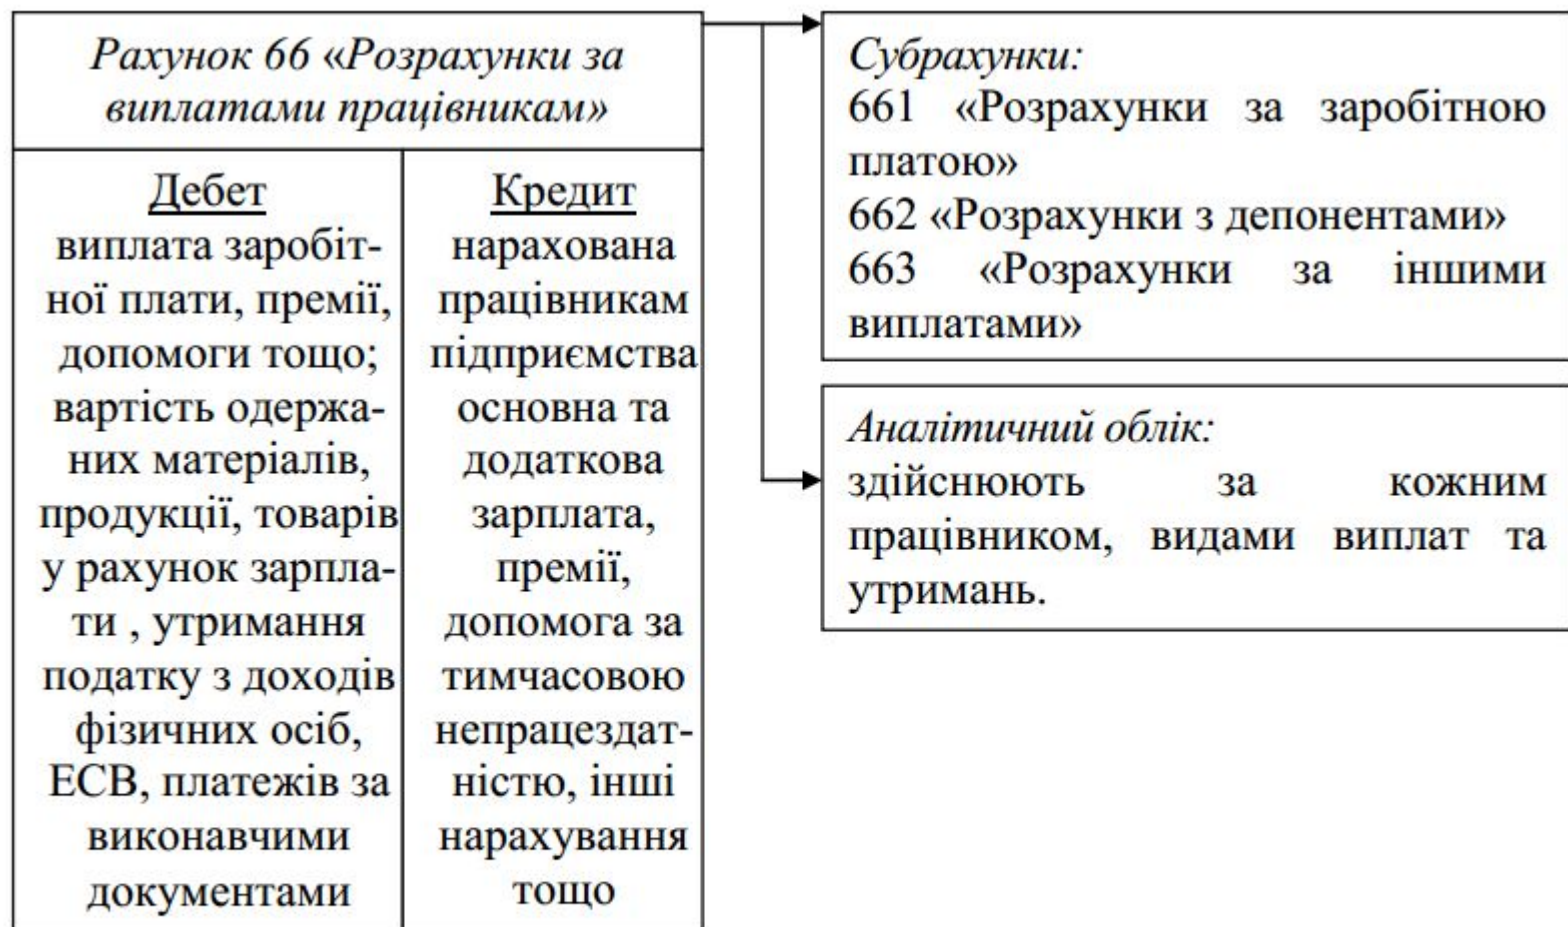 Рахунок 66 «Розрахунки за
виплатами працівникам»
Дебет
виплата заробіт-
ної плати, премії,
допомоги тощо;
вартість одержа-
них матеріалів,
продукції, товарів
у рахунок зарпла-
ти , утримання
податку з доходів
фізичних осіб,
ЕСВ, платежів за
виконавчими
документами
Кредит
нарахована
працівникам
підприємства
основна та
додаткова
зарплата,
премії,
допомога за
тимчасовою
непрацездат-
ністю, інші
нарахування
тощо
Субрахунки:
661 «Розрахунки за заробітною
платою»
662 «Розрахунки з депонентами»
663 «Розрахунки за іншими
виплатами»
Аналітичний облік:
здійснюють за кожним
працівником, видами виплат та
утримань.